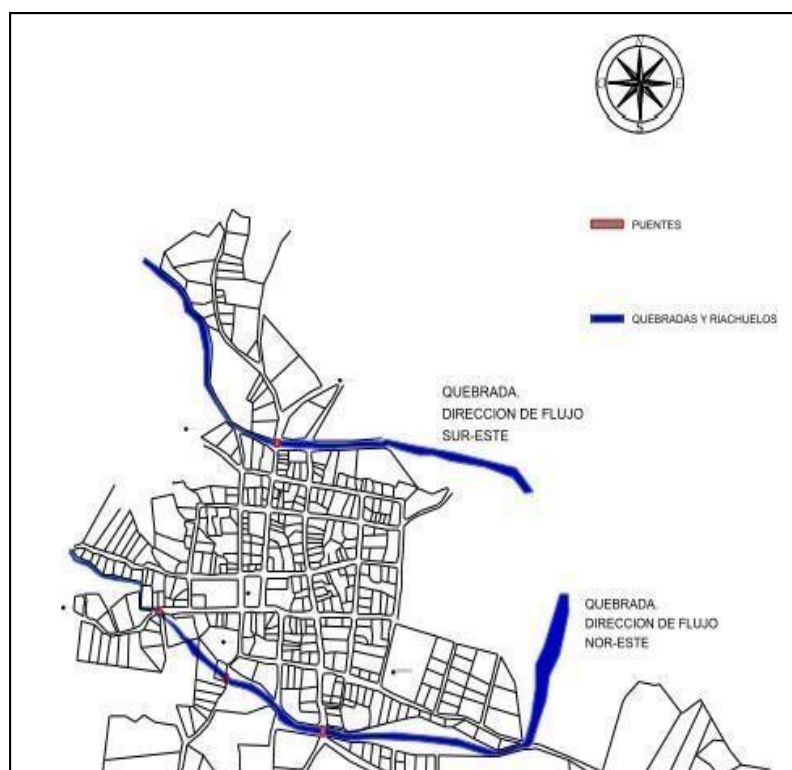 N
O
E
S
PUENTES
QUEBRADAS Y RIACHUELOS
QUEBRADA.
DIRECCION DE FLUJO
SUR-ESTE
QUEBRADA.
DIRECCION DE FLUJO
NOR-ESTE